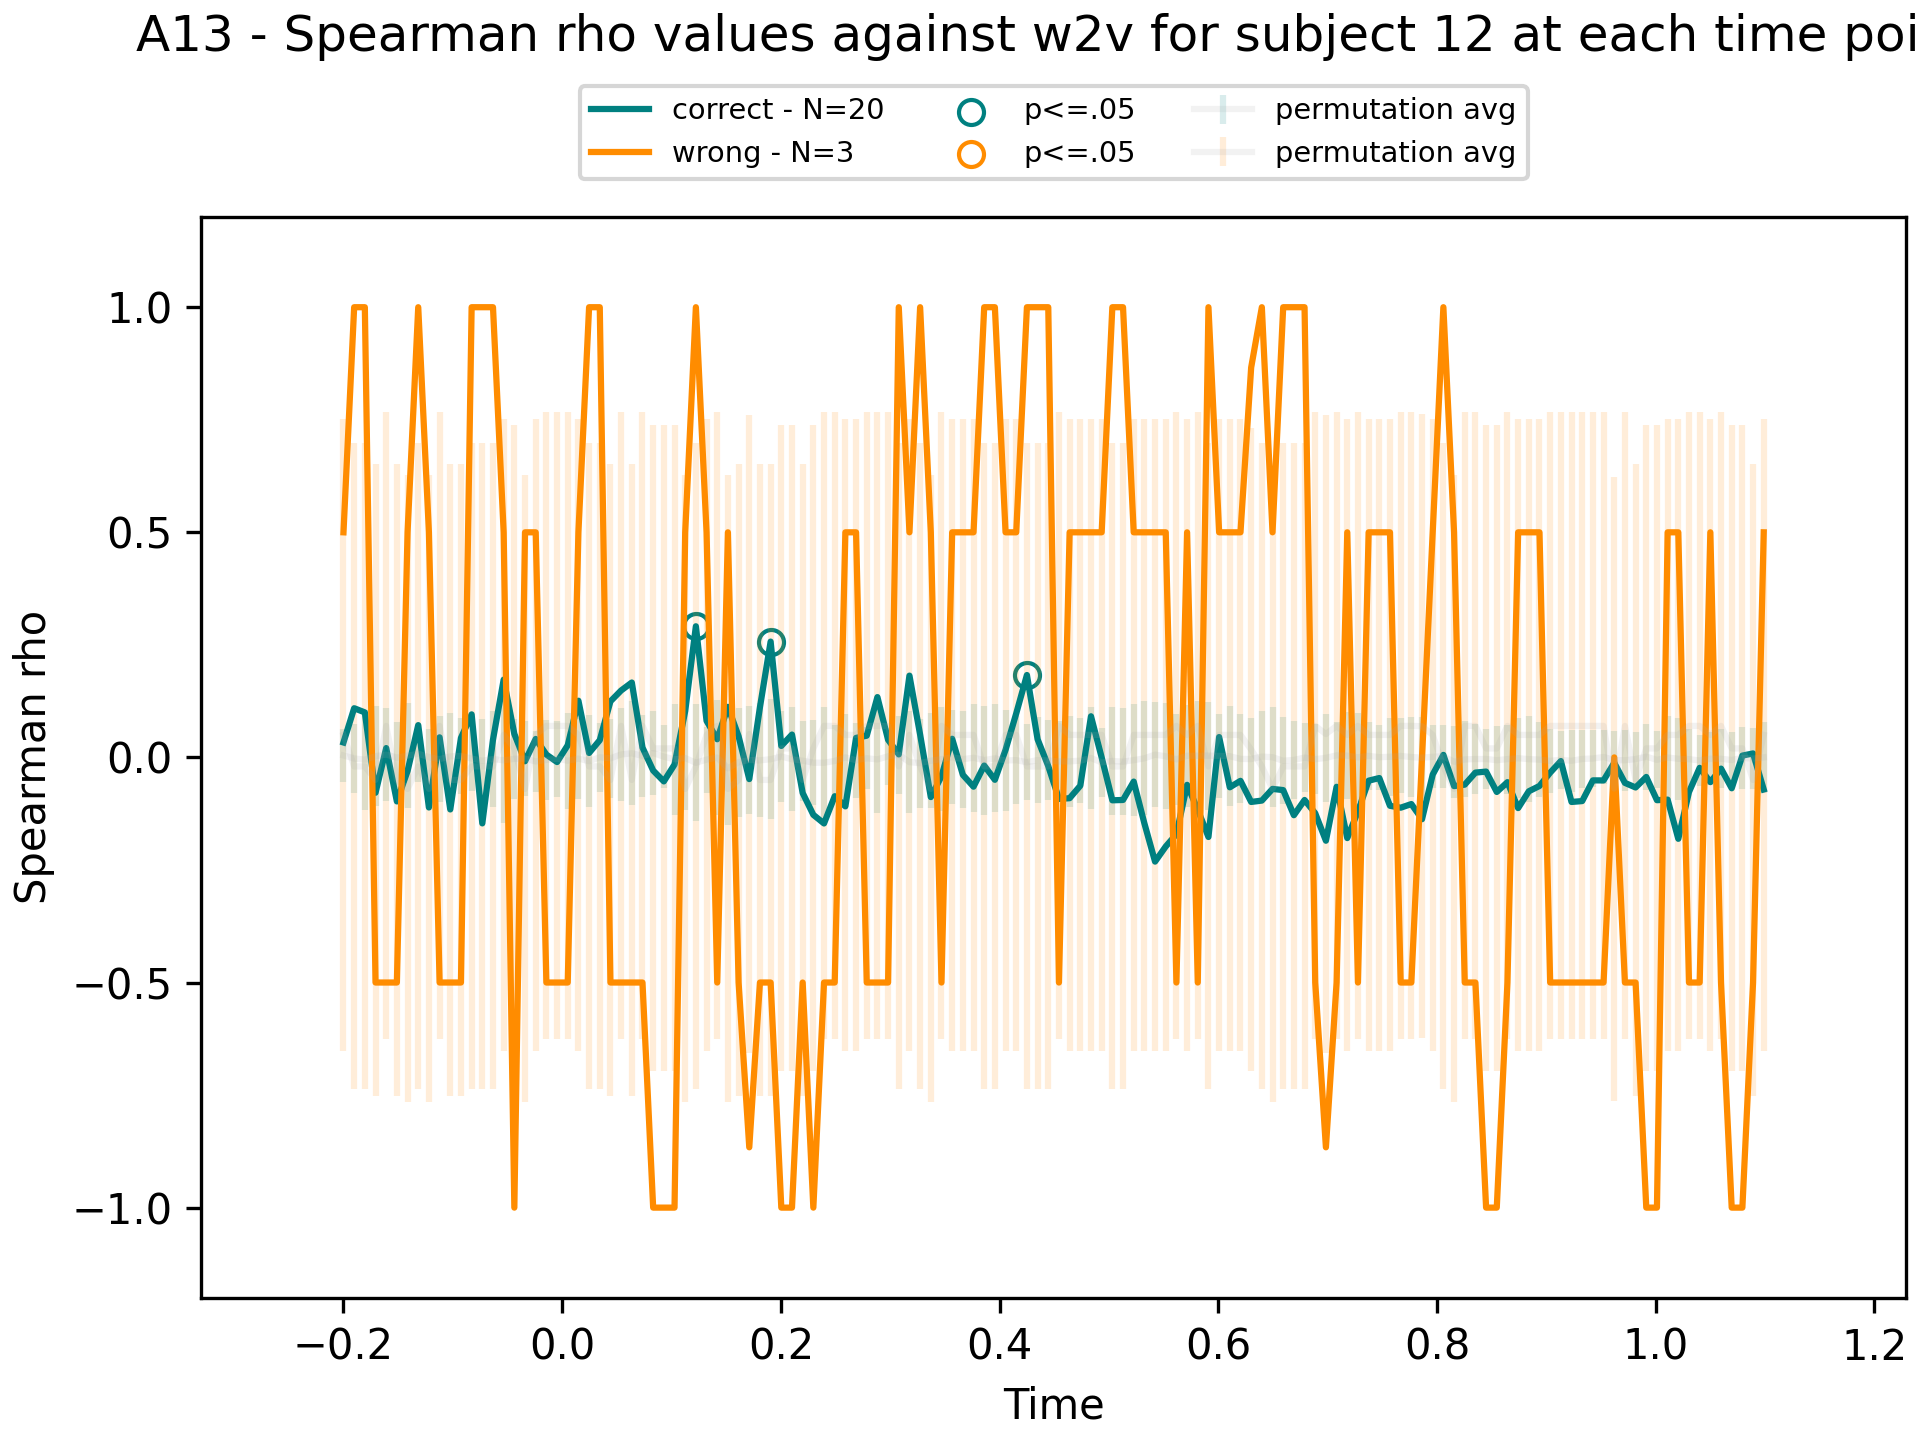 A13 - Spearman rho values against w2v for subject 12 at each time poi
correct - N=20 p<=.05 permutation avg
wrong - N=3 p<=.05 permutation avg
1.0
0.5
0.0
−0.5
−1.0
Spearman rho
−0.2 0.0 0.2 0.4 0.6 0.8 1.0 1.2
Time